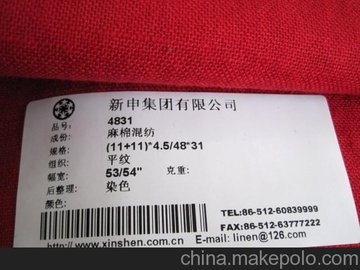 新申集团有限公司
品号: 4831
成份: 麻棉混纺
规格: (11+11)*4.5/48*31
组织: 平纹
幅宽: 53/54" 克重:
后整理: 染色
颜色:
TEL:86-512-60839999
FAX:86-512-63777222
www.xinshen.com.cn E-mail: linen@126.com
china.makepolo.com